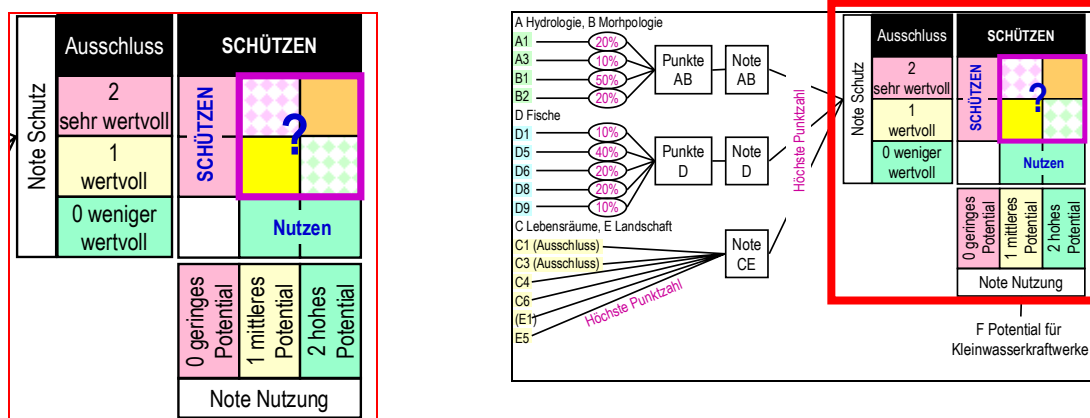 Ausschluss
SCHÜTZEN
Note Schutz
2
sehr wertvoll
1
wertvoll
0 weniger
wertvoll
SCHÜTZEN
?
Nutzen
0 geringes
Potential
1 mittleres
Potential
2 hohes
Potential
Note Nutzung
A Hydrologie, B Morhpologie
A1
20%
A3
10%
B1
50%
B2
20%
Punkte
AB
Note
AB
D Fische
D1
10%
D5
40%
D6
20%
D8
20%
D9
10%
Punkte
D
Note
D
C Lebensräume, E Landschaft
C1 (Ausschluss)
C3 (Ausschluss)
C4
C6
(E1)
E5
Höchste Punktzahl
Note
CE
Höchste Punktzahl
Note Schutz
Ausschluss
SCHÜTZEN
2
sehr wertvoll
1
wertvoll
0 weniger
wertvoll
SCHÜTZEN
?
Nutzen
0 geringes
Potential
1 mittleres
Potential
2 hohes
Potential
Note Nutzung
F Potential für
Kleinwasserkraftwerke